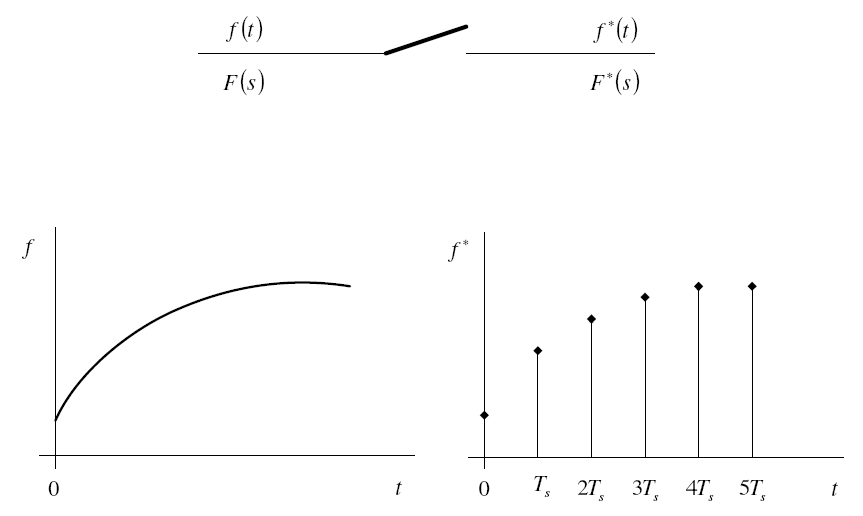 f(t) f*(t)
F(s) F*(s)
f f*
0 t 0 Tₛ 2Tₛ 3Tₛ 4Tₛ 5Tₛ t